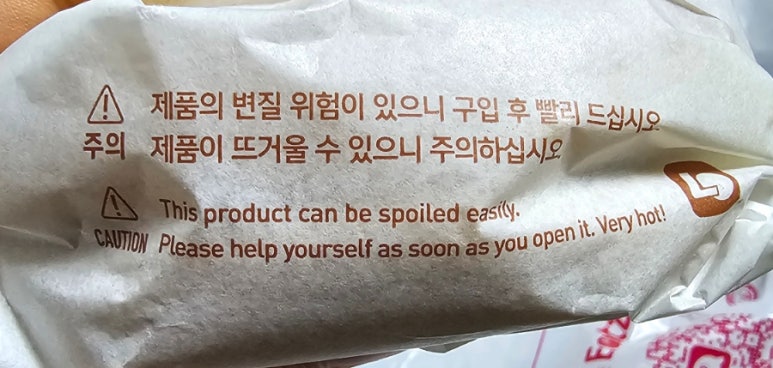 제품의 변질 위험이 있으니 구입 후 빨리 드십시오
주의 제품이 뜨거울 수 있으니 주의하십시오
This product can be spoiled easily.
CAUTION Please help yourself as soon as you open it. Very hot!